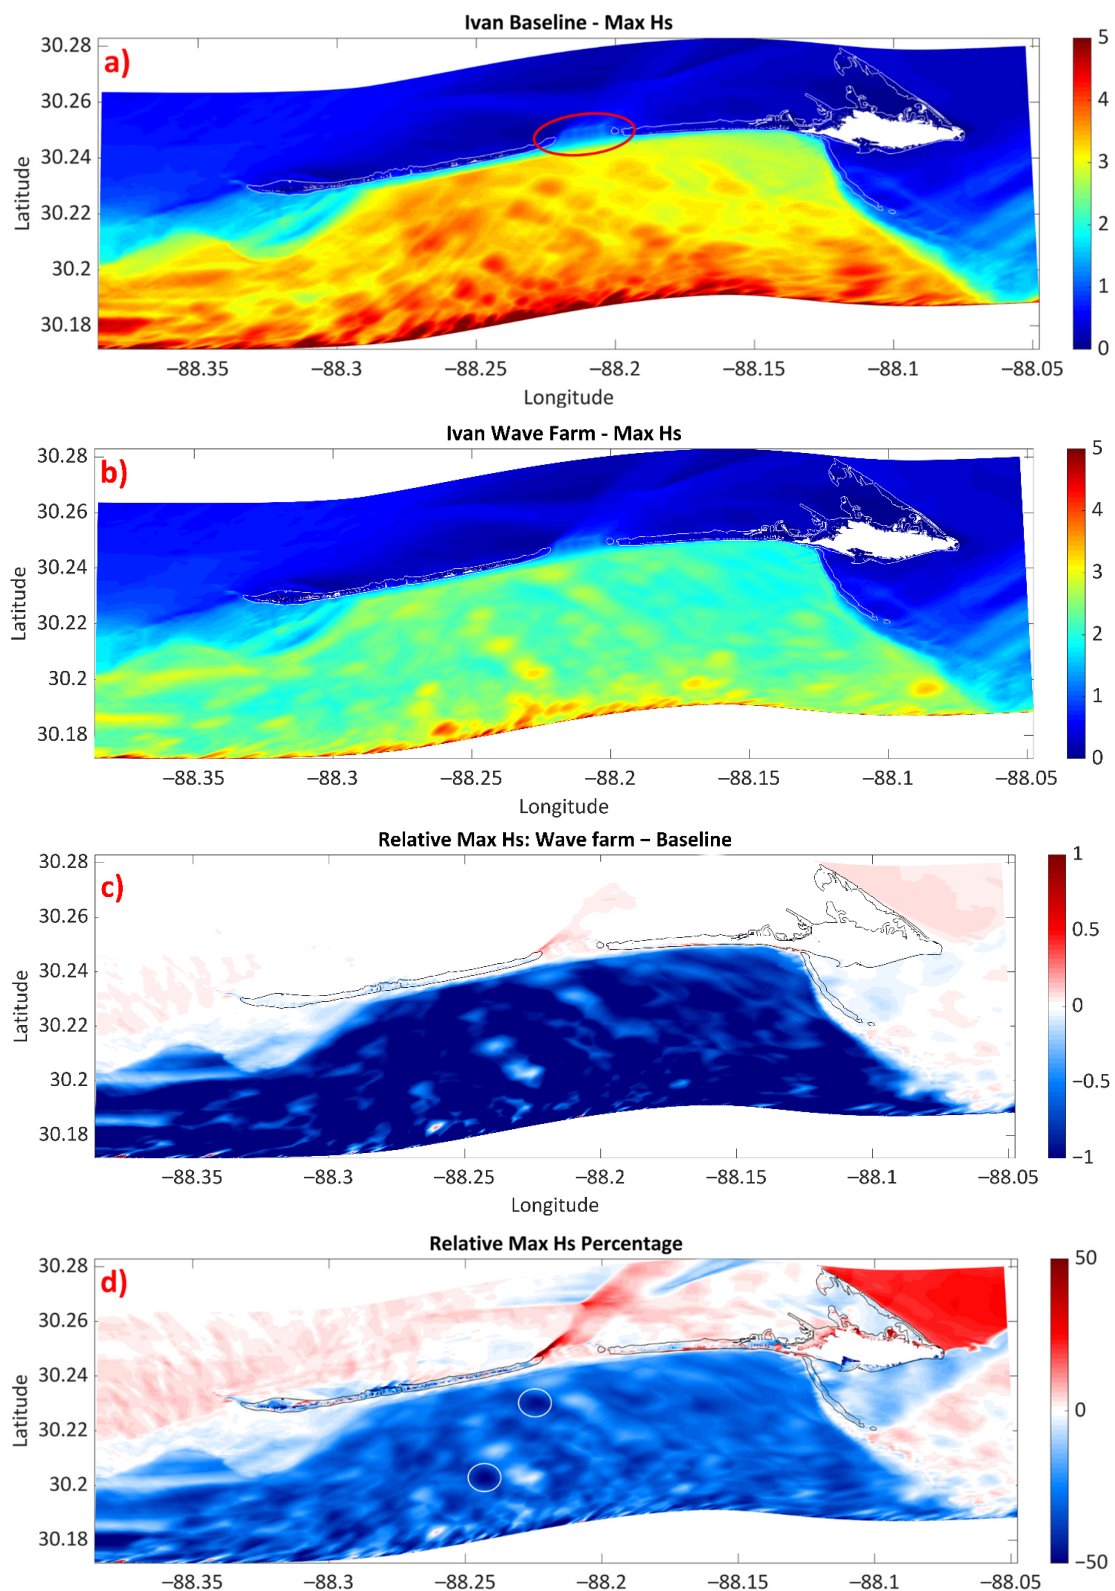 Ivan Baseline - Max Hs
a)
30.28
30.26
30.24
30.22
30.2
30.18
Latitude
−88.35 −88.3 −88.25 −88.2 −88.15 −88.1 −88.05
Longitude
5
4
3
2
1
0
Ivan Wave Farm - Max Hs
b)
30.28
30.26
30.24
30.22
30.2
30.18
Latitude
−88.35 −88.3 −88.25 −88.2 −88.15 −88.1 −88.05
Longitude
5
4
3
2
1
0
Relative Max Hs: Wave farm – Baseline
c)
30.28
30.26
30.24
30.22
30.2
30.18
Latitude
−88.35 −88.3 −88.25 −88.2 −88.15 −88.1 −88.05
Longitude
1
0.5
0
−0.5
−1
Relative Max Hs Percentage
d)
30.28
30.26
30.24
30.22
30.2
30.18
Latitude
−88.35 −88.3 −88.25 −88.2 −88.15 −88.1 −88.05
50
0
−50